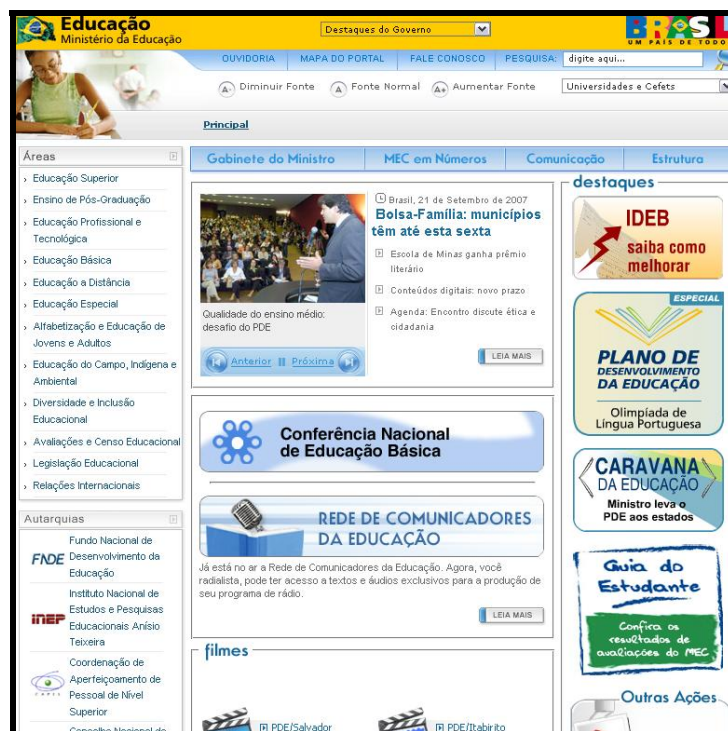 Educação
Ministério da Educação
Destaques do Governo
BRASIL
UM PAÍS DE TODO
OUVIDORIA
MAPA DO PORTAL
FALE CONOSCO
PESQUISA:
digite aqui...
A- Diminuir Fonte
A Fonte Normal
A+ Aumentar Fonte
Universidades e Cefets
Principal
Áreas
Educação Superior
Ensino de Pós-Graduação
Educação Profissional e
Tecnológica
Educação Básica
Educação a Distância
Educação Especial
Alfabetização e Educação de
Jovens e Adultos
Educação do Campo, Indígena e
Ambiental
Diversidade e Inclusão
Educacional
Avaliações e Censo Educacional
Legislação Educacional
Relações Internacionais
Autarquias
FNDE
Fundo Nacional de
Desenvolvimento da
Educação
INEP
Instituto Nacional de
Estudos e Pesquisas
Educacionais Anísio
Teixeira
CAPES
Coordenação de
Aperfeiçoamento de
Pessoal de Nível
Superior
Conselho Nacional de
Gabinete do Ministro
MEC em Números
Comunicação
Estrutura
Qualidade do ensino médio:
desafio do PDE
Anterior
Próxima
Brasil, 21 de Setembro de 2007
Bolsa-Família: municípios
têm até esta sexta
Escola de Minas ganha prêmio
literário
Conteúdos digitais: novo prazo
Agenda: Encontro discute ética e
cidadania
LEIA MAIS
Conferência Nacional
de Educação Básica
REDE DE COMUNICADORES
DA EDUCAÇÃO
Já está no ar a Rede de Comunicadores da Educação. Agora, você
radialista, pode ter acesso a textos e áudios exclusivos para a produção de
seu programa de rádio.
LEIA MAIS
filmes
PDE/Salvador
PDE/Itabirito
destaques
IDEB
saiba como
melhorar
ESPECIAL
PLANO DE
DESENVOLVIMENTO
DA EDUCAÇÃO
Olimpíada de
Língua Portuguesa
CARAVANA
DA EDUCAÇÃO
Ministro leva o
PDE aos estados
Guia do
Estudante
Confira os
resultados de
avaliações do MEC
Outras Ações